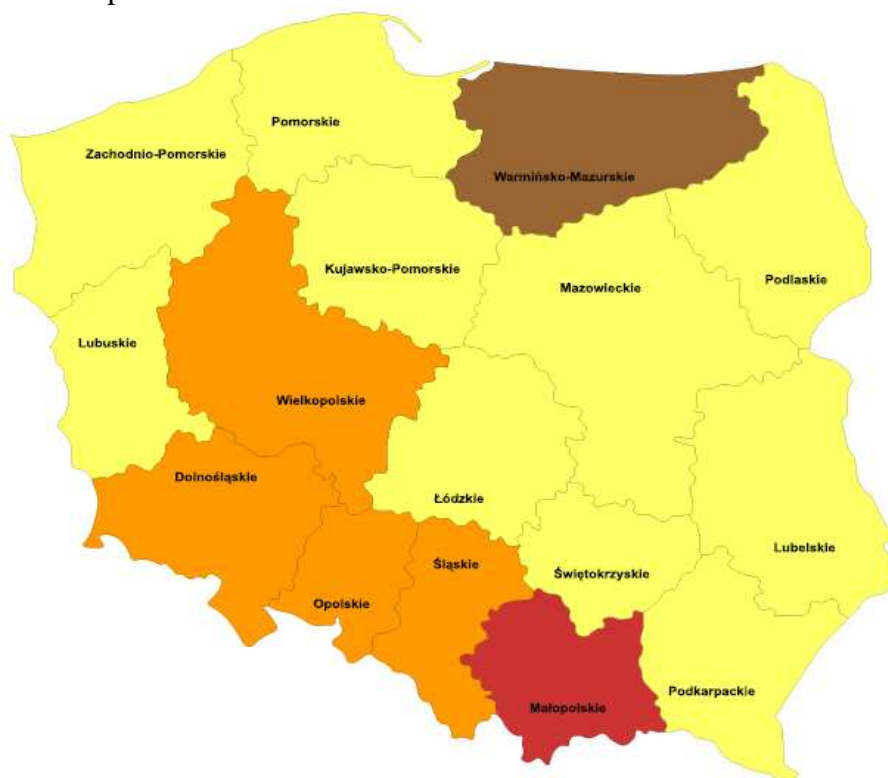 Pomorskie
Zachodnio-Pomorskie
Warmińsko-Mazurskie
Kujawsko-Pomorskie
Podlaskie
Mazowieckie
Lubuskie
Wielkopolskie
Dolnośląskie
Łódzkie
Lubelskie
Śląskie
Świętokrzyskie
Opolskie
Podkarpackie
Małopolskie